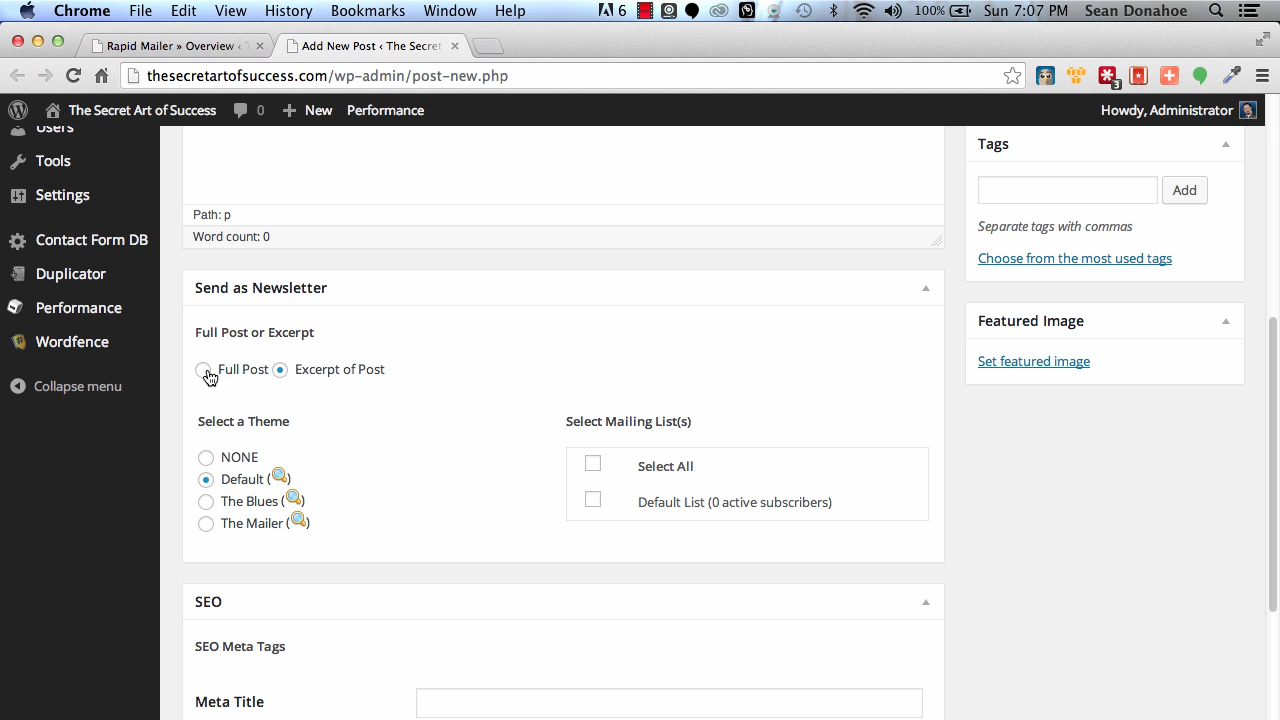 Chrome File Edit View History Bookmarks Window Help 6 100% Sun 7:07 PM Sean Donahoe
Rapid Mailer » Overview ‹ Add New Post ‹ The Secret
thesecretartofsuccess.com/wp-admin/post-new.php 3
The Secret Art of Success 0 New Performance Howdy, Administrator
Users
Tools
Settings
Contact Form DB
Duplicator
Performance
Wordfence
Collapse menu
Path: p
Word count: 0
Send as Newsletter
Full Post or Excerpt
Full Post Excerpt of Post
Select a Theme
NONE
Default ( )
The Blues ( )
The Mailer ( )
Select Mailing List(s)
Select All
Default List (0 active subscribers)
SEO
SEO Meta Tags
Meta Title
Tags
Add
Separate tags with commas
Choose from the most used tags
Featured Image
Set featured image